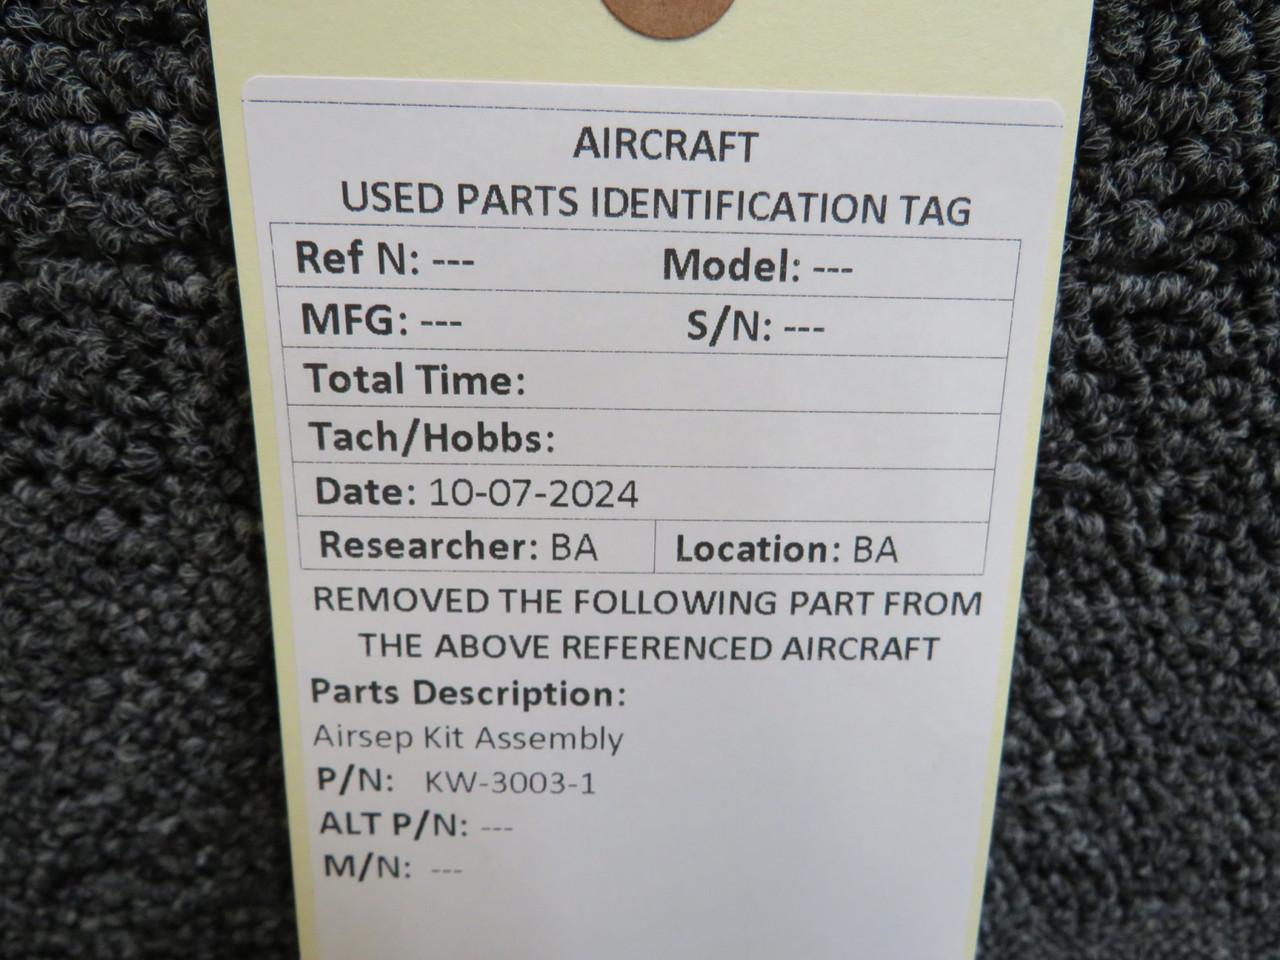 AIRCRAFT
USED PARTS IDENTIFICATION TAG
Ref N: --- Model: ---
MFG: --- S/N: ---
Total Time:
Tach/Hobbs:
Date: 10-07-2024
Researcher: BA Location: BA
REMOVED THE FOLLOWING PART FROM
THE ABOVE REFERENCED AIRCRAFT
Parts Description:
Airsep Kit Assembly
P/N: KW-3003-1
ALT P/N: ---
M/N: ---